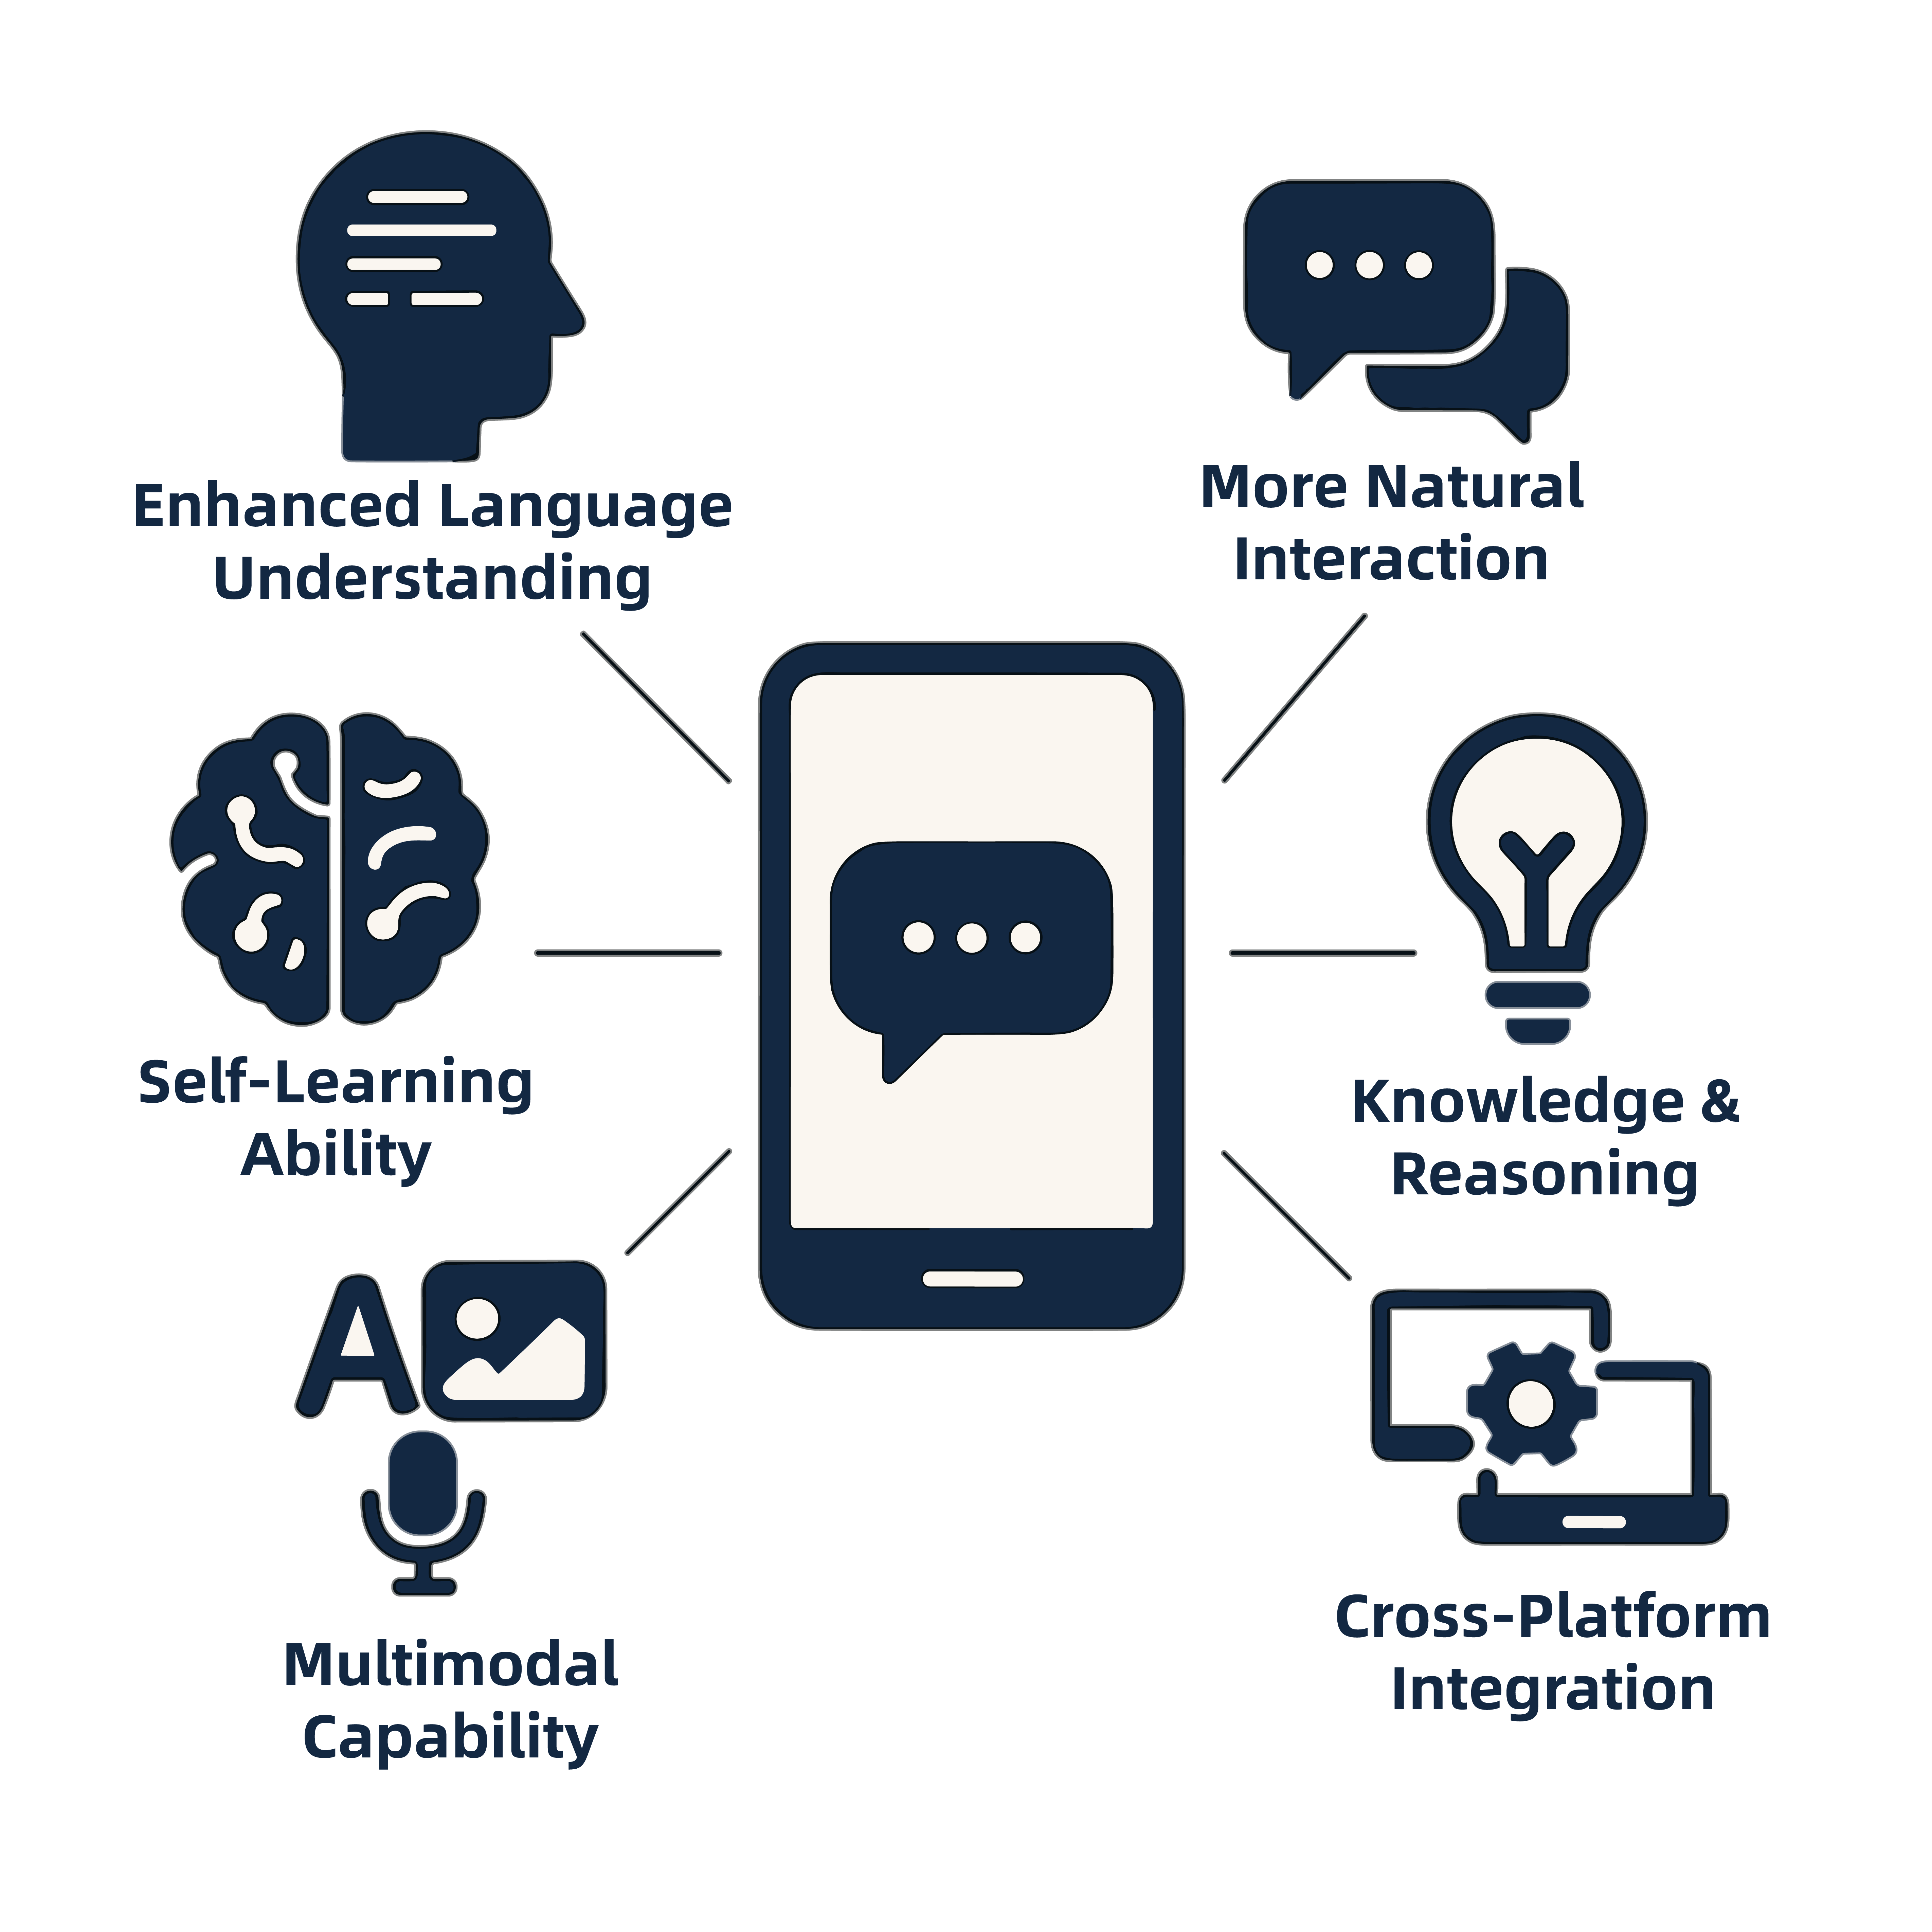 Enhanced Language
Understanding
More Natural
Interaction
Self-Learning
Ability
Knowledge &
Reasoning
A
Multimodal
Capability
Cross-Platform
Integration